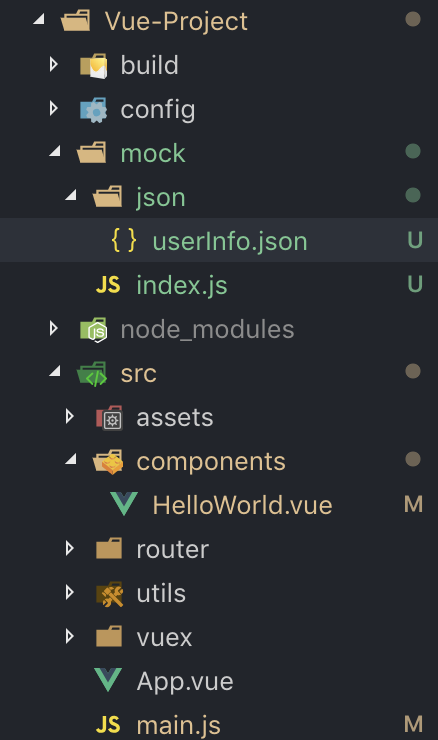 Vue-Project
build
config
mock
json
{ } userInfo.json U
JS index.js U
JS node_modules
src
assets
components
HelloWorld.vue M
router
utils
vuex
App.vue
JS main.js M